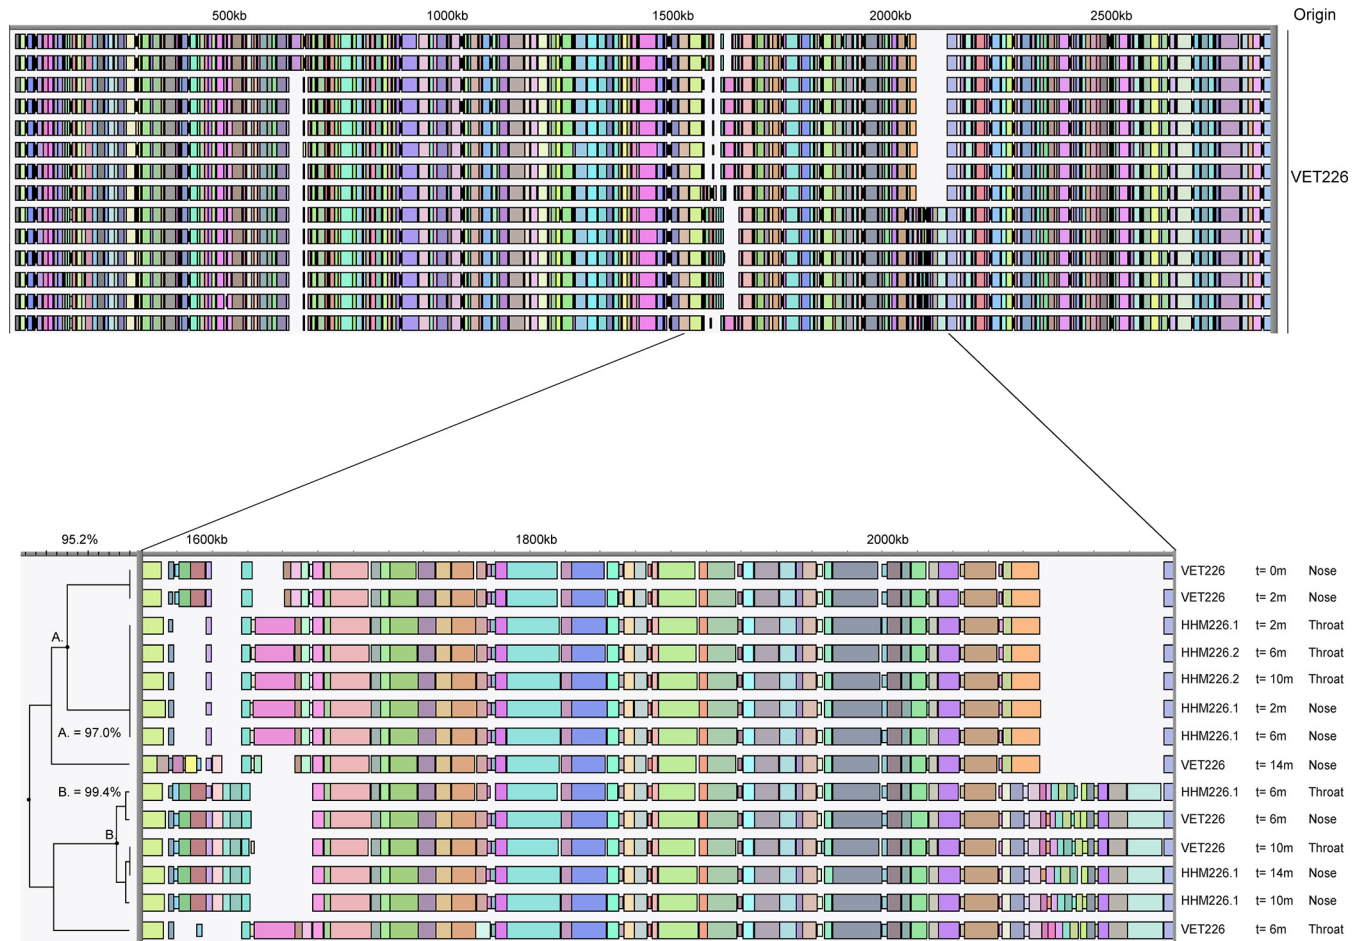 500kb 1000kb 1500kb 2000kb 2500kb Origin
VET226
95.2% 1600kb 1800kb 2000kb
VET226 t= 0m Nose
VET226 t= 2m Nose
HHM226.1 t= 2m Throat
A.
HHM226.2 t= 6m Throat
HHM226.2 t= 10m Throat
HHM226.1 t= 2m Nose
A. = 97.0% HHM226.1 t= 6m Nose
VET226 t= 14m Nose
B. = 99.4% HHM226.1 t= 6m Throat
VET226 t= 6m Nose
B.
VET226 t= 10m Throat
HHM226.1 t= 14m Nose
HHM226.1 t= 10m Nose
VET226 t= 6m Throat